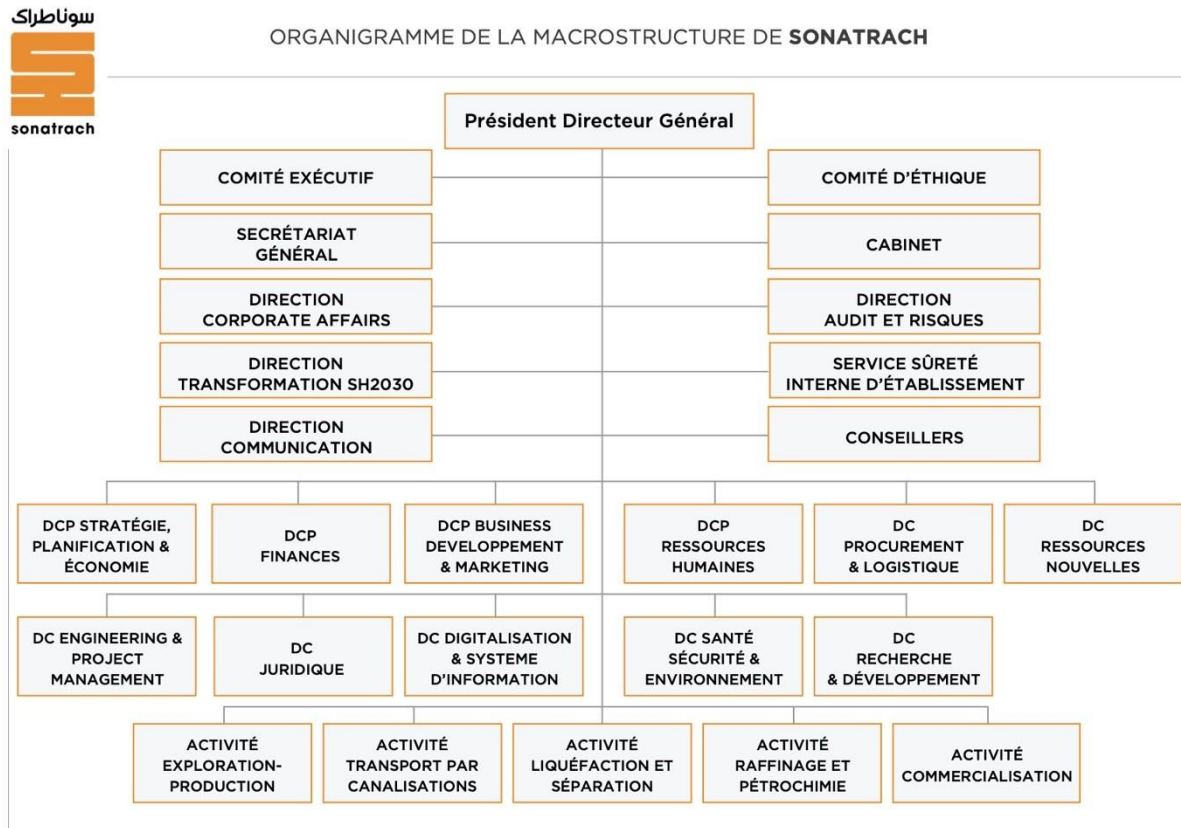 سوناطراك
sonatrach
ORGANIGRAMME DE LA MACROSTRUCTURE DE SONATRACH
Président Directeur Général
COMITÉ EXÉCUTIF
COMITÉ D'ÉTHIQUE
SECRÉTARIAT
GÉNÉRAL
CABINET
DIRECTION
CORPORATE AFFAIRS
DIRECTION
AUDIT ET RISQUES
DIRECTION
TRANSFORMATION SH2030
SERVICE SÛRETÉ
INTERNE D'ÉTABLISSEMENT
DIRECTION
COMMUNICATION
CONSEILLERS
DCP STRATÉGIE,
PLANIFICATION &
ÉCONOMIE
DCP
FINANCES
DCP BUSINESS
DEVELOPPEMENT
& MARKETING
DCP
RESSOURCES
HUMAINES
DC
PROCUREMENT
& LOGISTIQUE
DC
RESSOURCES
NOUVELLES
DC ENGINEERING &
PROJECT
MANAGEMENT
DC
JURIDIQUE
DC DIGITALISATION
& SYSTEME
D'INFORMATION
DC SANTÉ
SÉCURITÉ &
ENVIRONNEMENT
DC
RECHERCHE
& DÉVELOPPEMENT
ACTIVITÉ
EXPLORATION-
PRODUCTION
ACTIVITÉ
TRANSPORT PAR
CANALISATIONS
ACTIVITÉ
LIQUÉFACTION ET
SÉPARATION
ACTIVITÉ
RAFFINAGE ET
PÉTROCHIMIE
ACTIVITÉ
COMMERCIALISATION